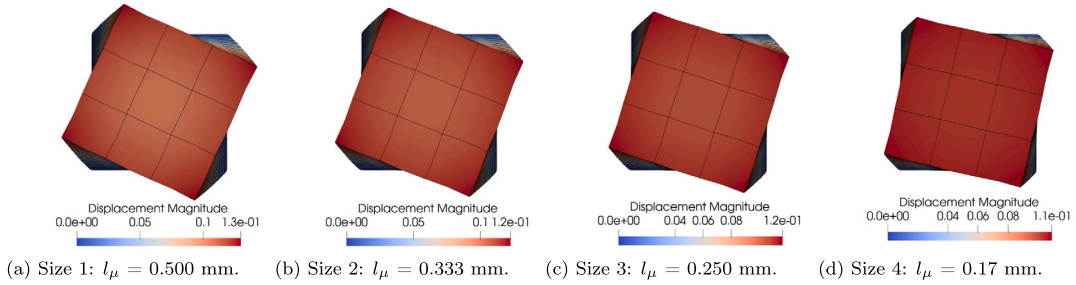 Displacement Magnitude
0.0e+00 0.05 0.1 1.3e-01
(a) Size 1: lμ = 0.500 mm.
Displacement Magnitude
0.0e+00 0.05 0.1 1.2e-01
(b) Size 2: lμ = 0.333 mm.
Displacement Magnitude
0.0e+00 0.04 0.06 0.08 1.2e-01
(c) Size 3: lμ = 0.250 mm.
Displacement Magnitude
0.0e+00 0.04 0.06 0.08 1.1e-01
(d) Size 4: lμ = 0.17 mm.